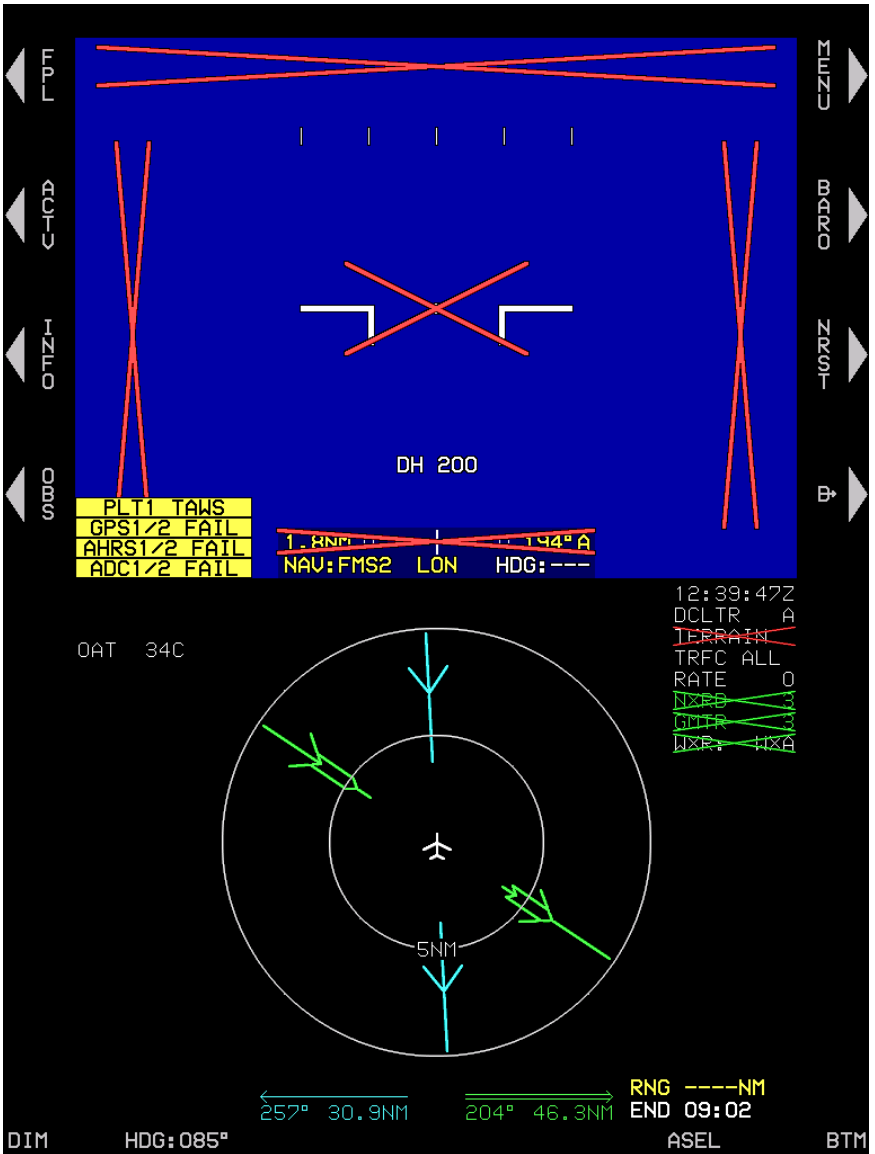 FPL
MENU
ACTV
BARO
INFO
NRST
DH 200
OBS
PLT1 TAWS
GPS1/2 FAIL
AHRS1/2 FAIL
ADC1/2 FAIL
1.8NM 194°A
NAV:FMS2 LON HDG:---
12:39:47Z
DCLTR A
TERRAIN
TRFC ALL
RATE 0
NXRD 3
GMTR 3
WXR: WXA
OAT 34C
5NM
257° 30.9NM
204° 46.3NM
RNG ----NM
END 09:02
DIM HDG:085° ASEL BTM